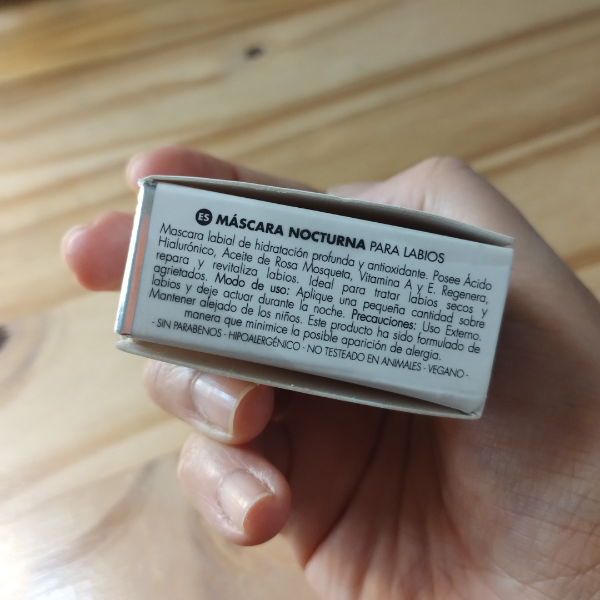 ES MÁSCARA NOCTURNA PARA LABIOS
Mascara labial de hidratación profunda y antioxidante. Posee Ácido
Hialurónico, Aceite de Rosa Mosqueta, Vitamina A y E. Regenera,
repara y revitaliza labios. Ideal para tratar labios secos y
agrietados. Modo de uso: Aplique una pequeña cantidad sobre
labios y deje actuar durante la noche. Precauciones: Uso Externo.
Mantener alejado de los niños. Este producto ha sido formulado de
manera que minimice la posible aparición de alergia.
- SIN PARABENOS - HIPOALERGÉNICO - NO TESTEADO EN ANIMALES - VEGANO -